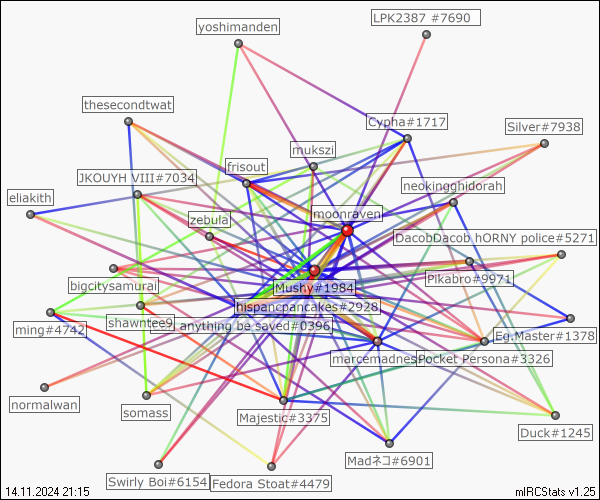 LPK2387 #7690
yoshimanden
thesecondtwat
Cypha#1717
Silver#7938
mukszi
frisout
JKOUYH VIII#7034
neokingghidorah
eliakith
zebula
moonraven
DacobDacob hORNY police#5271
bigcitysamurai
Mushy#1984
Pikabro#9971
hispancpancakes#2928
ming#4742
shawntee9
anything be saved#0396
Eg.Master#1378
marcemadness
Pocket Persona#3326
normalwan
somass
Majestic#3375
Duck#1245
Madネコ#6901
Swirly Boi#6154
Fedora Stoat#4479
14.11.2024 21:15
mIRCStats v1.25